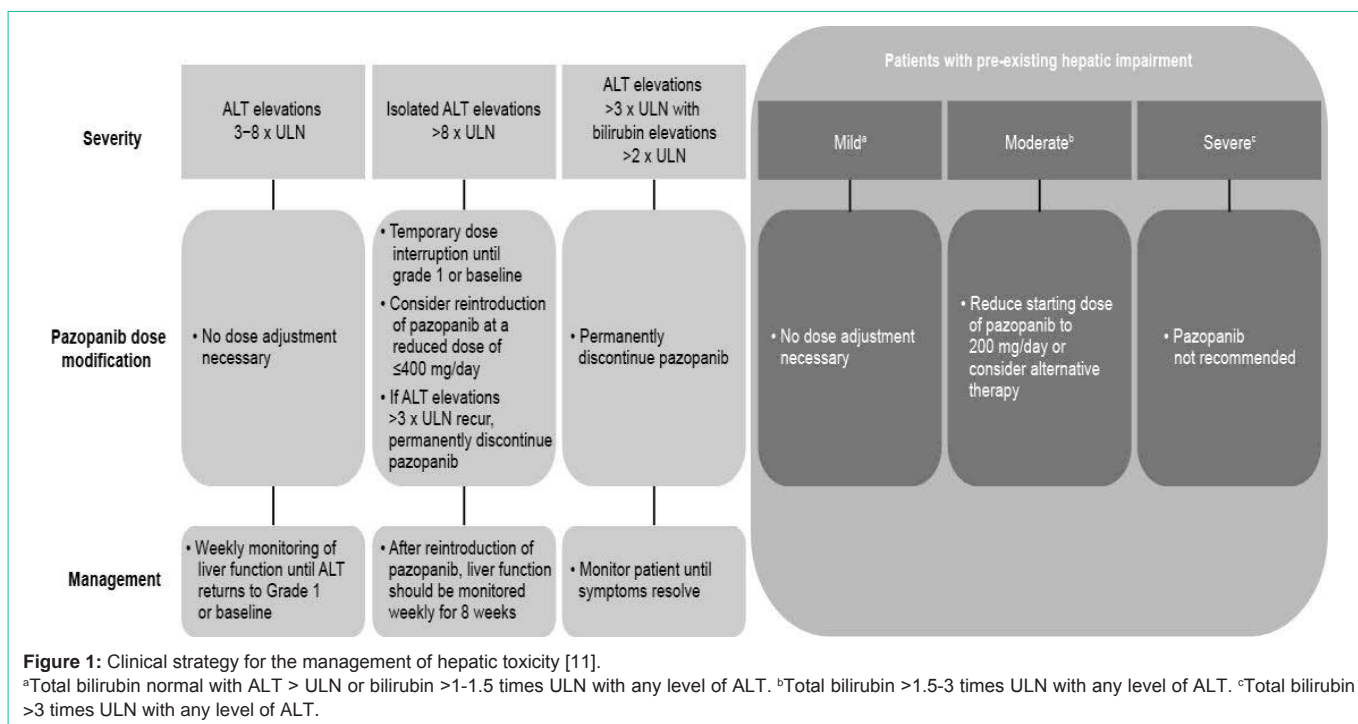 Patients with pre-existing hepatic impairment
Severity
ALT elevations
3–8 x ULN
Isolated ALT elevations
>8 x ULN
ALT elevations
>3 x ULN with
bilirubin elevations
>2 x ULN
Mildᵃ
Moderateᵇ
Severeᶜ
Pazopanib dose
modification
• No dose adjustment
necessary
• Temporary dose
interruption until
grade 1 or baseline
• Consider reintroduction
of pazopanib at a
reduced dose of
≤400 mg/day
• If ALT elevations
>3 x ULN recur,
permanently discontinue
pazopanib
• Permanently
discontinue pazopanib
• No dose adjustment
necessary
• Reduce starting dose
of pazopanib to
200 mg/day or
consider alternative
therapy
• Pazopanib
not recommended
Management
• Weekly monitoring of
liver function until ALT
returns to Grade 1
or baseline
• After reintroduction of
pazopanib, liver function
should be monitored
weekly for 8 weeks
• Monitor patient until
symptoms resolve
Figure 1: Clinical strategy for the management of hepatic toxicity [11].
ᵃTotal bilirubin normal with ALT > ULN or bilirubin >1-1.5 times ULN with any level of ALT. ᵇTotal bilirubin >1.5-3 times ULN with any level of ALT. ᶜTotal bilirubin
>3 times ULN with any level of ALT.